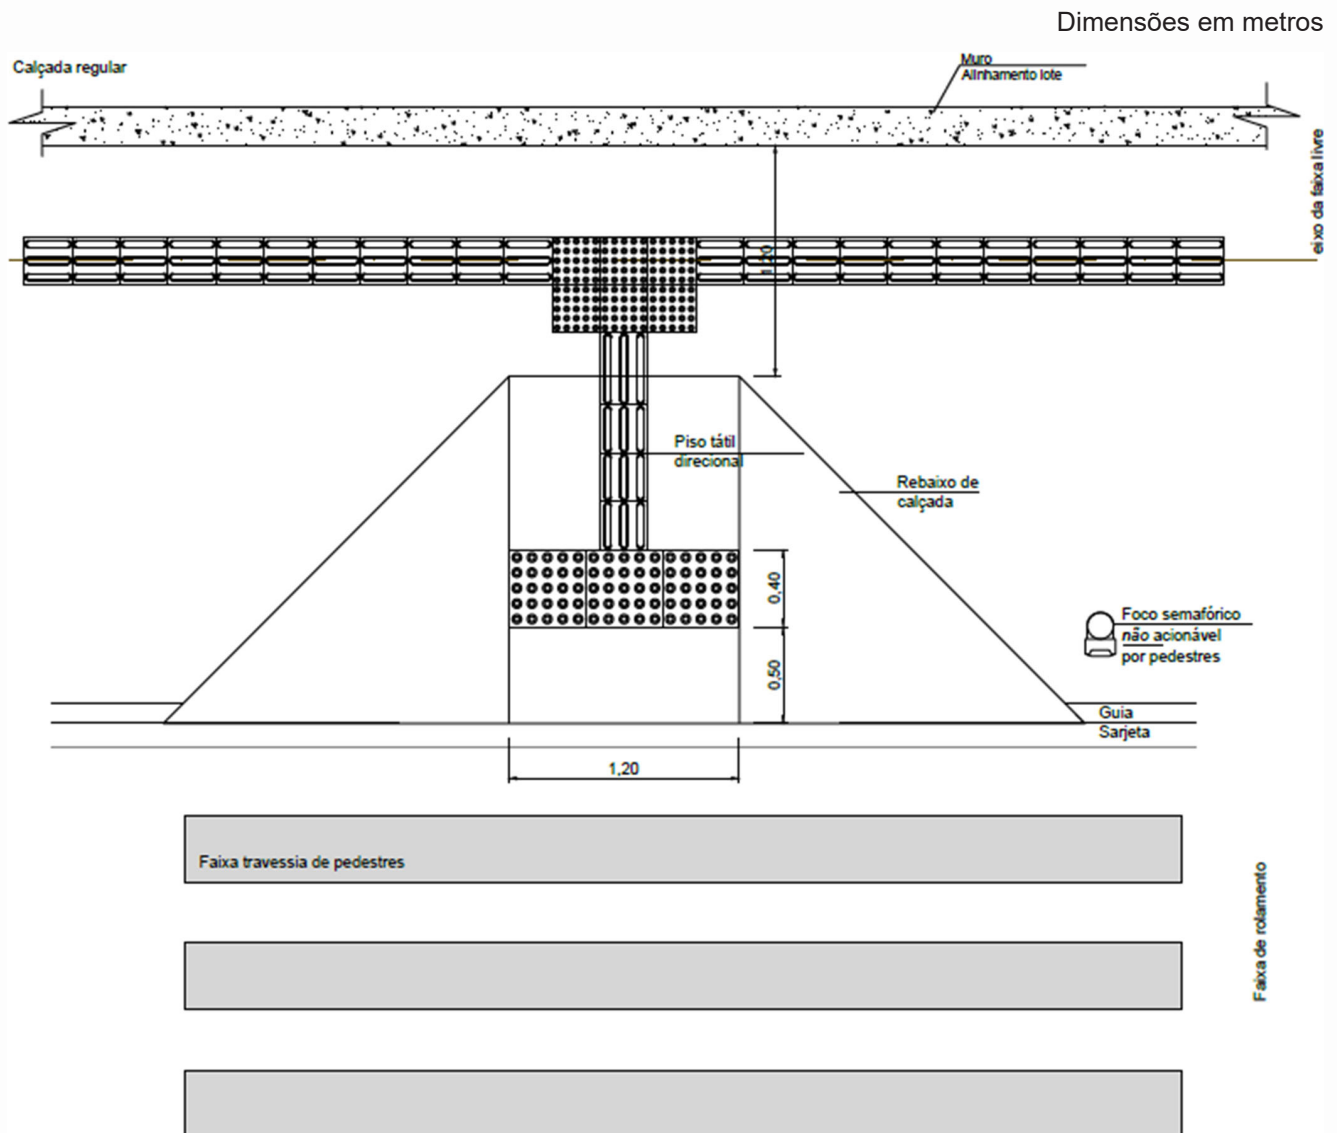 Dimensões em metros
Calçada regular
Muro
Alinhamento lote
eixo da faixa livre
1,20
Piso tátil
direcional
Rebaixo de
calçada
0,40
Foco semafórico
não acionável
por pedestres
0,50
Guia
Sarjeta
1,20
Faixa travessia de pedestres
Faixa de rolamento